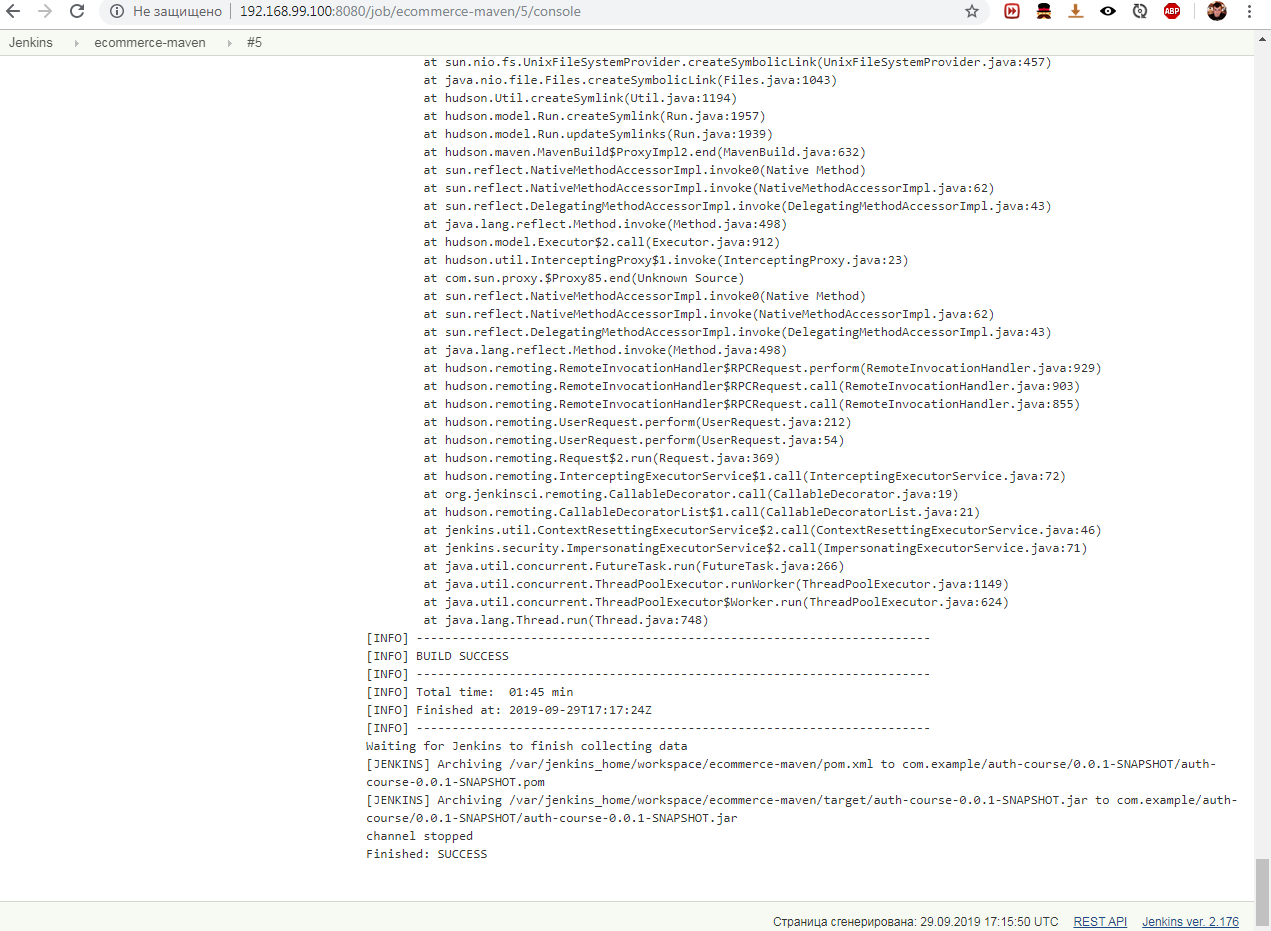 Не защищено 192.168.99.100:8080/job/ecommerce-maven/5/console ABP
Jenkins ecommerce-maven #5
at sun.nio.fs.UnixFileSystemProvider.createSymbolicLink(UnixFileSystemProvider.java:457)
at java.nio.file.Files.createSymbolicLink(Files.java:1043)
at hudson.Util.createSymlink(Util.java:1194)
at hudson.model.Run.createSymlink(Run.java:1957)
at hudson.model.Run.updateSymlinks(Run.java:1939)
at hudson.maven.MavenBuild$ProxyImpl2.end(MavenBuild.java:632)
at sun.reflect.NativeMethodAccessorImpl.invoke0(Native Method)
at sun.reflect.NativeMethodAccessorImpl.invoke(NativeMethodAccessorImpl.java:62)
at sun.reflect.DelegatingMethodAccessorImpl.invoke(DelegatingMethodAccessorImpl.java:43)
at java.lang.reflect.Method.invoke(Method.java:498)
at hudson.model.Executor$2.call(Executor.java:912)
at hudson.util.InterceptingProxy$1.invoke(InterceptingProxy.java:23)
at com.sun.proxy.$Proxy85.end(Unknown Source)
at sun.reflect.NativeMethodAccessorImpl.invoke0(Native Method)
at sun.reflect.NativeMethodAccessorImpl.invoke(NativeMethodAccessorImpl.java:62)
at sun.reflect.DelegatingMethodAccessorImpl.invoke(DelegatingMethodAccessorImpl.java:43)
at java.lang.reflect.Method.invoke(Method.java:498)
at hudson.remoting.RemoteInvocationHandler$RPCRequest.perform(RemoteInvocationHandler.java:929)
at hudson.remoting.RemoteInvocationHandler$RPCRequest.call(RemoteInvocationHandler.java:903)
at hudson.remoting.RemoteInvocationHandler$RPCRequest.call(RemoteInvocationHandler.java:855)
at hudson.remoting.UserRequest.perform(UserRequest.java:212)
at hudson.remoting.UserRequest.perform(UserRequest.java:54)
at hudson.remoting.Request$2.run(Request.java:369)
at hudson.remoting.InterceptingExecutorService$1.call(InterceptingExecutorService.java:72)
at org.jenkinsci.remoting.CallableDecorator.call(CallableDecorator.java:19)
at hudson.remoting.CallableDecoratorList$1.call(CallableDecoratorList.java:21)
at jenkins.util.ContextResettingExecutorService$2.call(ContextResettingExecutorService.java:46)
at jenkins.security.ImpersonatingExecutorService$2.call(ImpersonatingExecutorService.java:71)
at java.util.concurrent.FutureTask.run(FutureTask.java:266)
at java.util.concurrent.ThreadPoolExecutor.runWorker(ThreadPoolExecutor.java:1149)
at java.util.concurrent.ThreadPoolExecutor$Worker.run(ThreadPoolExecutor.java:624)
at java.lang.Thread.run(Thread.java:748)
[INFO] ------------------------------------------------------------------------
[INFO] BUILD SUCCESS
[INFO] ------------------------------------------------------------------------
[INFO] Total time:  01:45 min
[INFO] Finished at: 2019-09-29T17:17:24Z
[INFO] ------------------------------------------------------------------------
Waiting for Jenkins to finish collecting data
[JENKINS] Archiving /var/jenkins_home/workspace/ecommerce-maven/pom.xml to com.example/auth-course/0.0.1-SNAPSHOT/auth-
course-0.0.1-SNAPSHOT.pom
[JENKINS] Archiving /var/jenkins_home/workspace/ecommerce-maven/target/auth-course-0.0.1-SNAPSHOT.jar to com.example/auth-
course/0.0.1-SNAPSHOT/auth-course-0.0.1-SNAPSHOT.jar
channel stopped
Finished: SUCCESS
Страница сгенерирована: 29.09.2019 17:15:50 UTC REST API Jenkins ver. 2.176